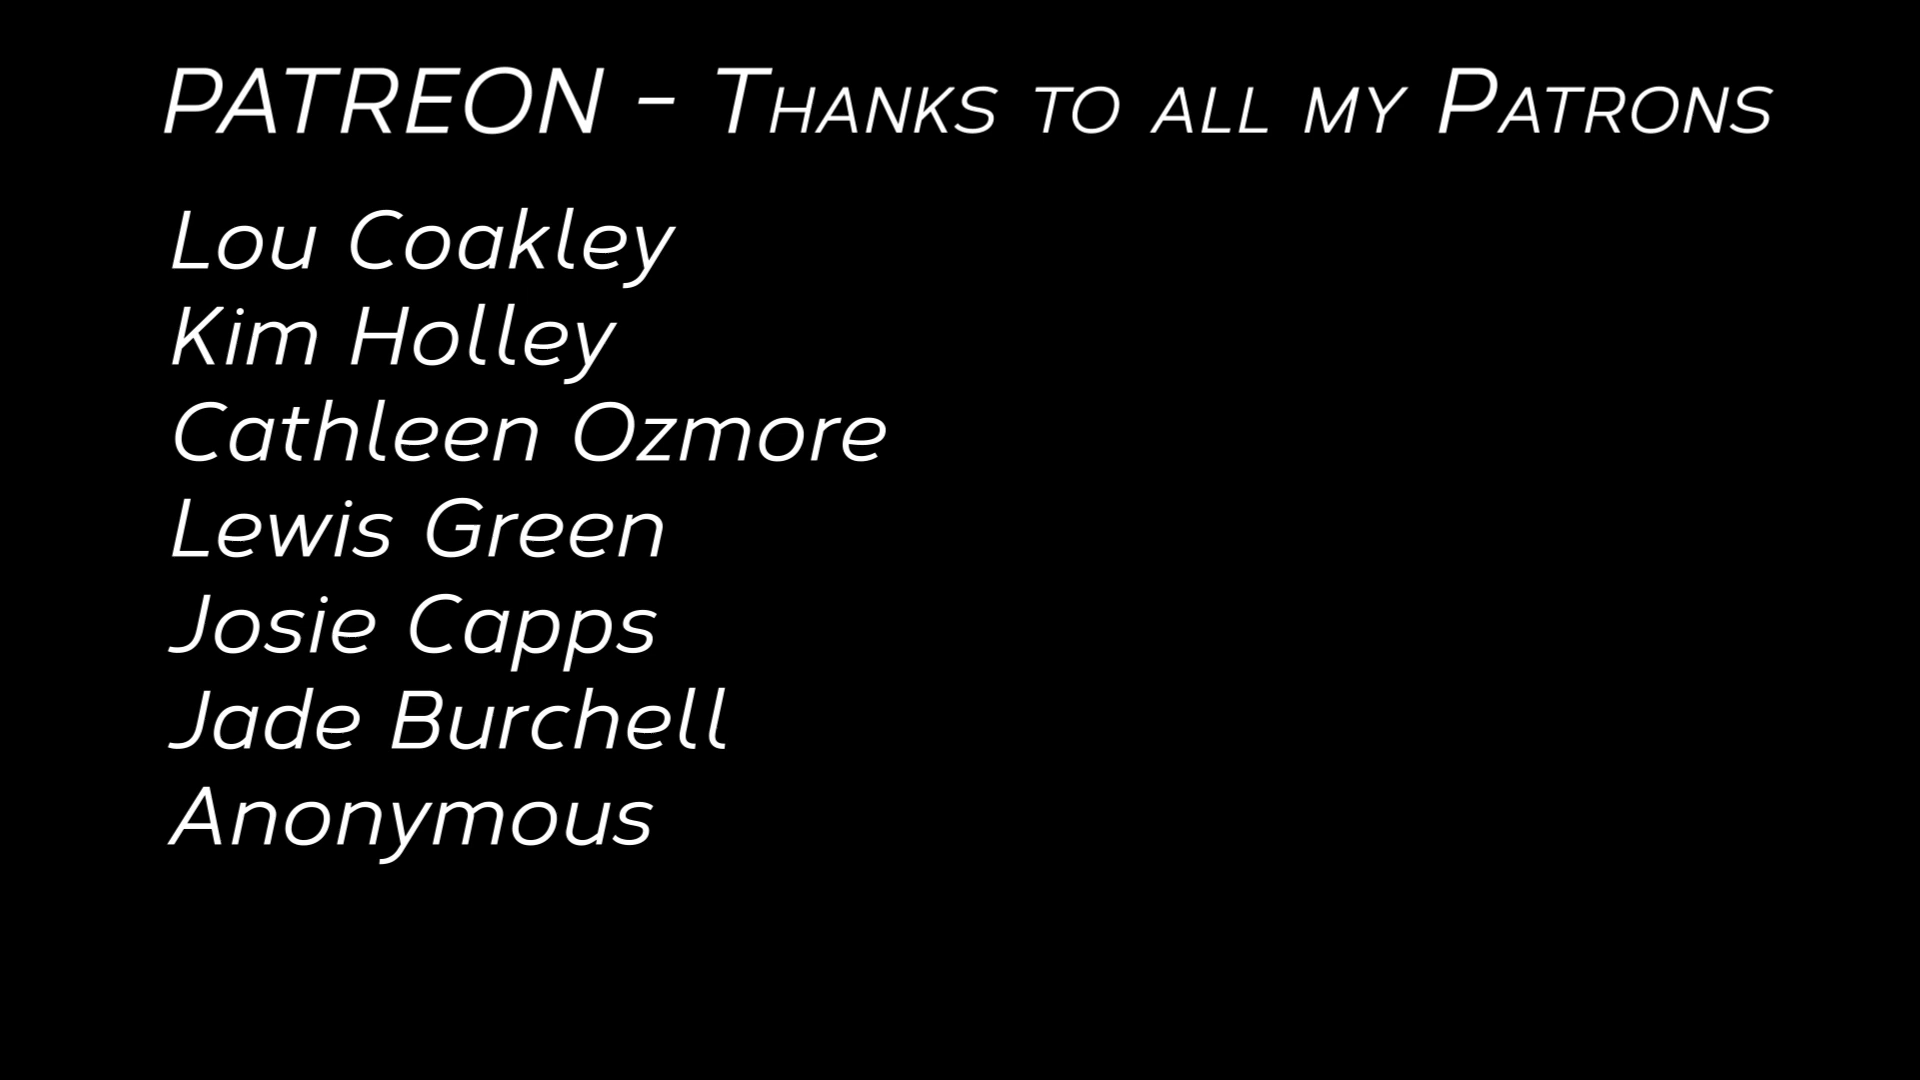 PATREON - Thanks to all my Patrons
Lou Coakley
Kim Holley
Cathleen Ozmore
Lewis Green
Josie Capps
Jade Burchell
Anonymous